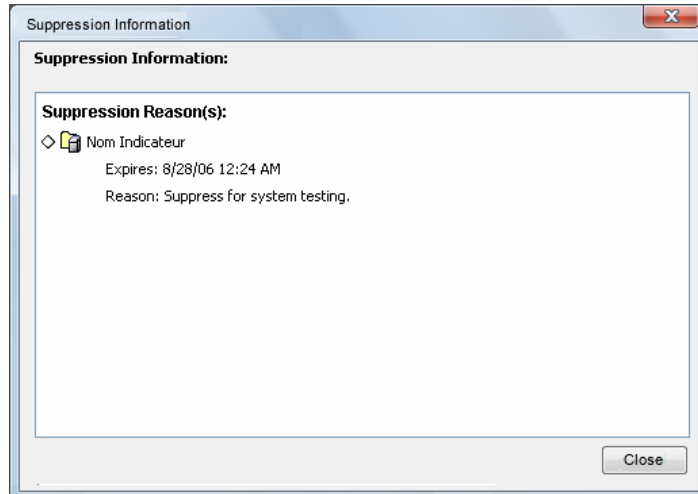 Suppression Information
Suppression Information:
Suppression Reason(s):
Nom Indicateur
Expires: 8/28/06 12:24 AM
Reason: Suppress for system testing.
Close